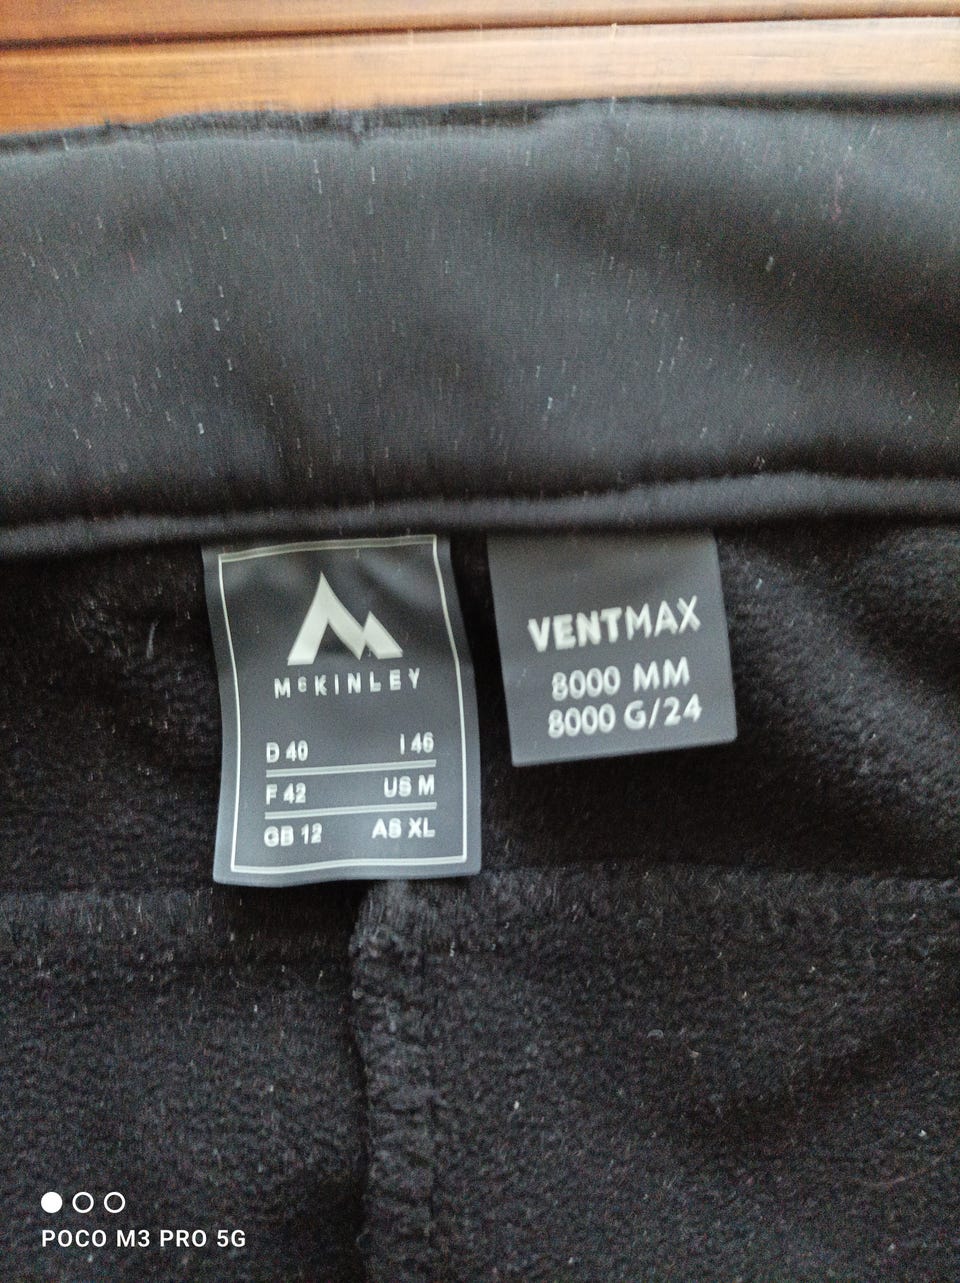 McKINLEY
D 40 I 46
F 42 US M
GB 12 AS XL
VENTMAX
8000 MM
8000 G/24
POCO M3 PRO 5G